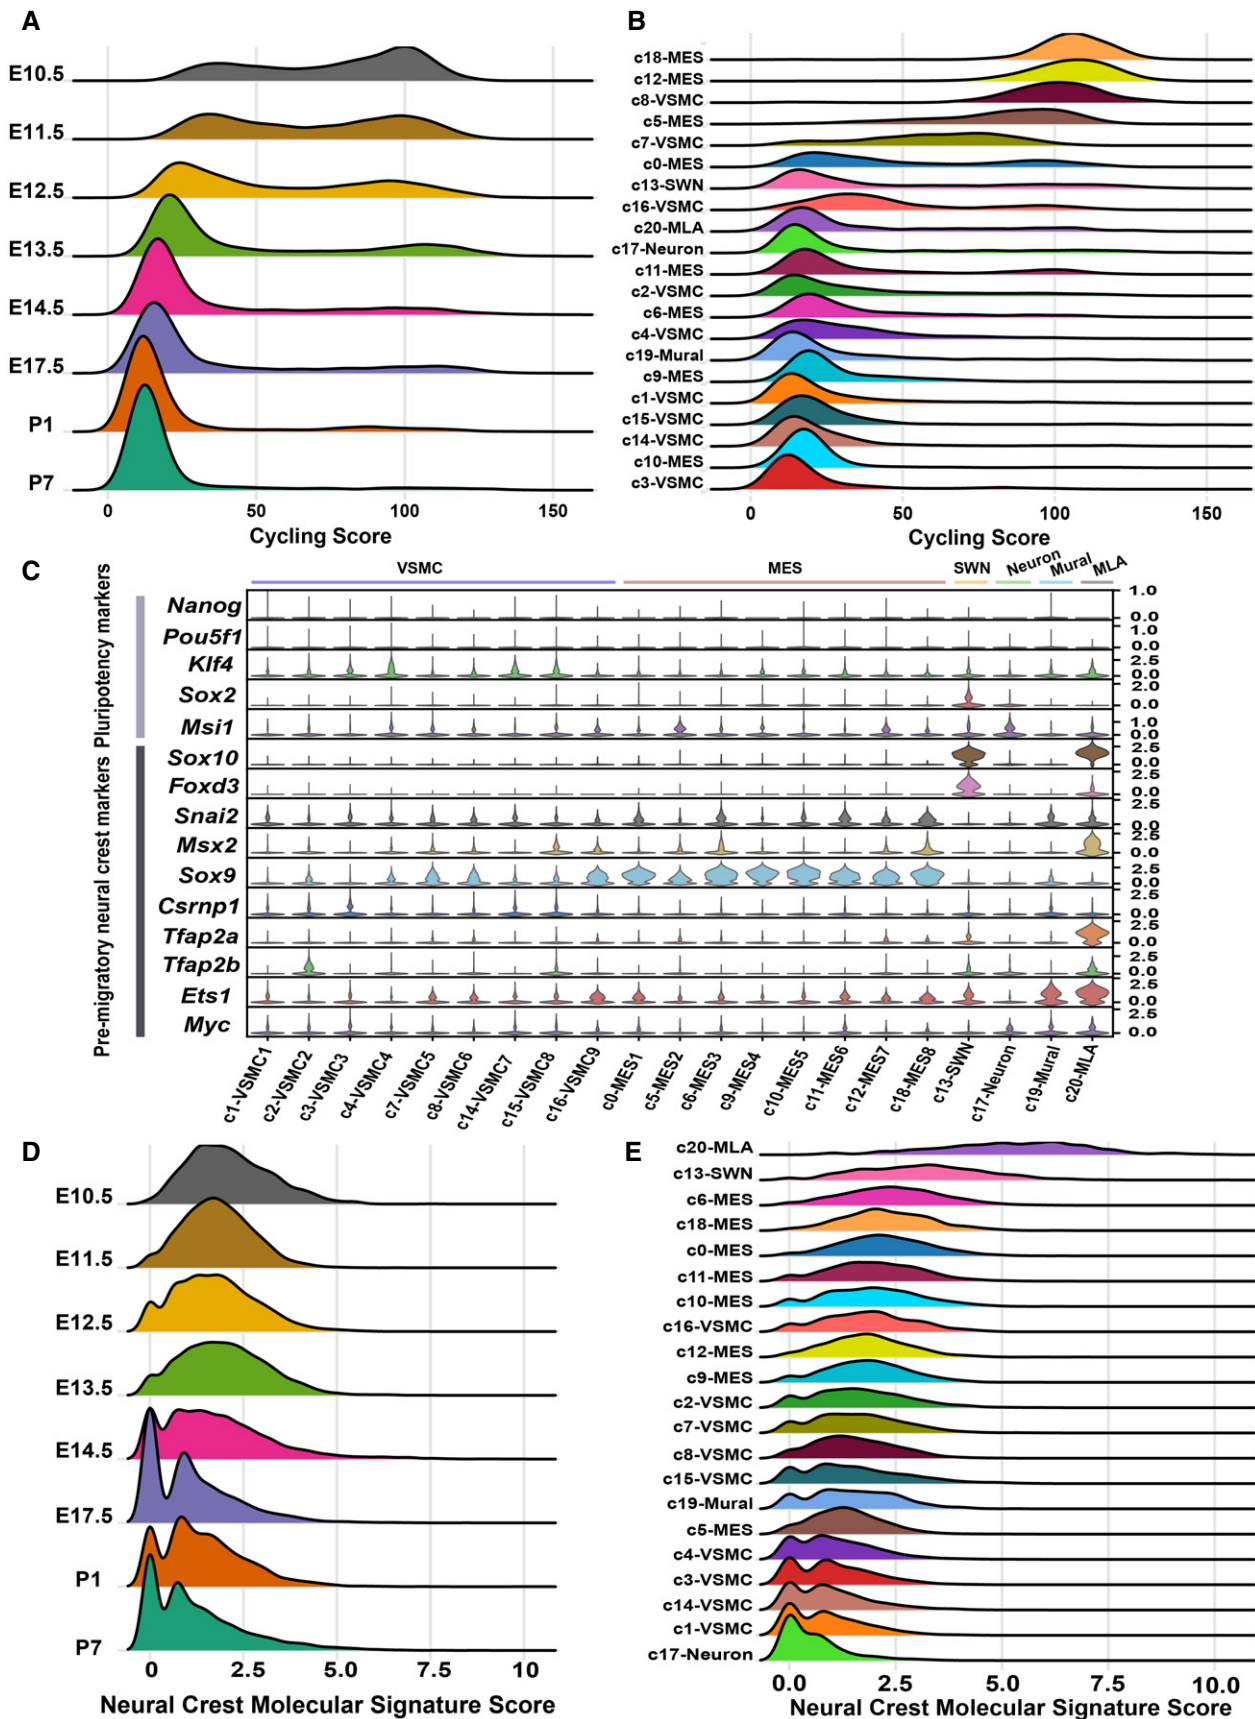 A
E10.5
E11.5
E12.5
E13.5
E14.5
E17.5
P1
P7
0 50 100 150
Cycling Score
B
c18-MES
c12-MES
c8-VSMC
c5-MES
c7-VSMC
c0-MES
c13-SWN
c16-VSMC
c20-MLA
c17-Neuron
c11-MES
c2-VSMC
c6-MES
c4-VSMC
c19-Mural
c9-MES
c1-VSMC
c15-VSMC
c14-VSMC
c10-MES
c3-VSMC
0 50 100 150
Cycling Score
C
VSMC MES SWN Neuron Mural MLA
Pluripotency markers
Pre-migratory neural crest markers
Nanog 1.0 0.0
Pou5f1 1.0 0.0
Klf4 2.5 0.0
Sox2 2.0 0.0
Msi1 1.0 0.0
Sox10 2.5 0.0
Foxd3 2.5 0.0
Snai2 2.5 0.0
Msx2 2.5 0.0
Sox9 2.5 0.0
Csrnp1 2.5 0.0
Tfap2a 2.5 0.0
Tfap2b 2.5 0.0
Ets1 2.5 0.0
Myc 2.5 0.0
c1-VSMC1 c2-VSMC2 c3-VSMC3 c4-VSMC4 c7-VSMC5 c8-VSMC6 c14-VSMC7 c15-VSMC8 c16-VSMC9 c0-MES1 c5-MES2 c6-MES3 c9-MES4 c10-MES5 c11-MES6 c12-MES7 c18-MES8 c13-SWN c17-Neuron c19-Mural c20-MLA
D
E10.5
E11.5
E12.5
E13.5
E14.5
E17.5
P1
P7
0 2.5 5.0 7.5 10
Neural Crest Molecular Signature Score
E
c20-MLA
c13-SWN
c6-MES
c18-MES
c0-MES
c11-MES
c10-MES
c16-VSMC
c12-MES
c9-MES
c2-VSMC
c7-VSMC
c8-VSMC
c15-VSMC
c19-Mural
c5-MES
c4-VSMC
c3-VSMC
c14-VSMC
c1-VSMC
c17-Neuron
0.0 2.5 5.0 7.5 10.0
Neural Crest Molecular Signature Score